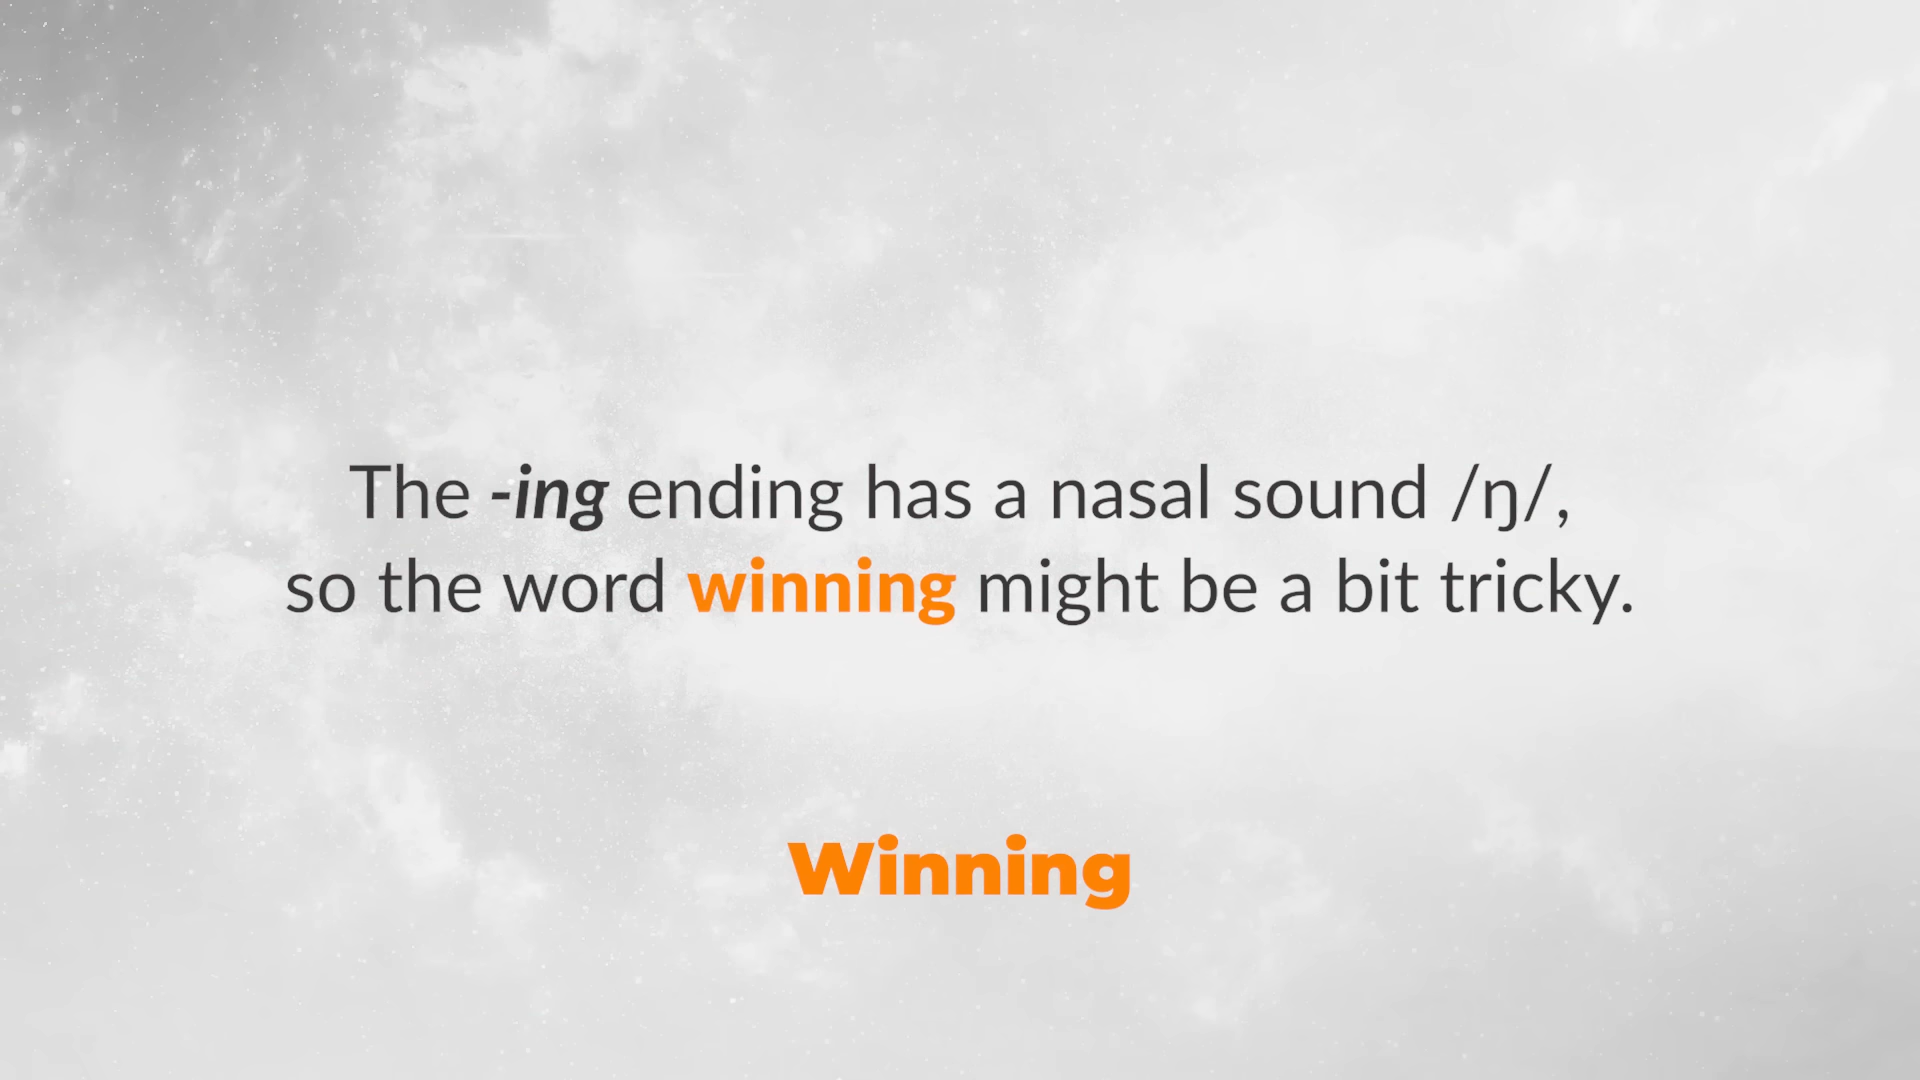 The -ing ending has a nasal sound /ŋ/,
so the word winning might be a bit tricky.
Winning